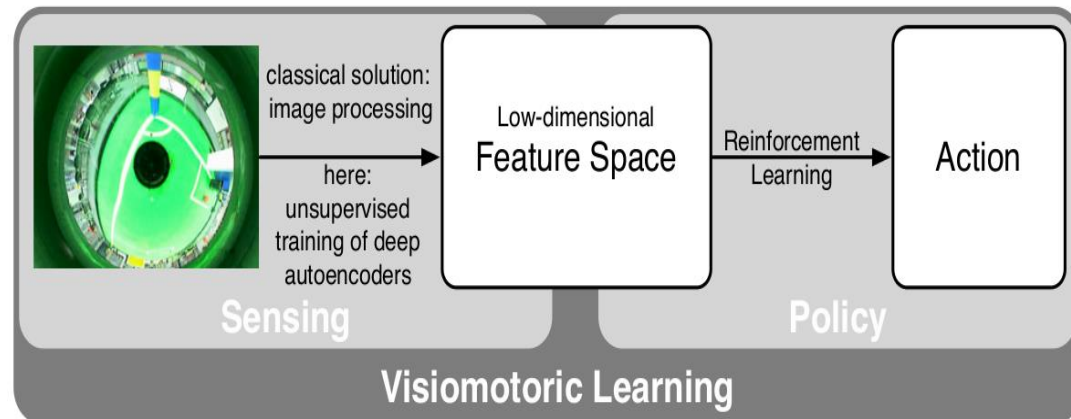 classical solution:
image processing
here:
unsupervised
training of deep
autoencoders
Low-dimensional
Feature Space
Reinforcement
Learning
Action
Sensing
Policy
Visiomotoric Learning